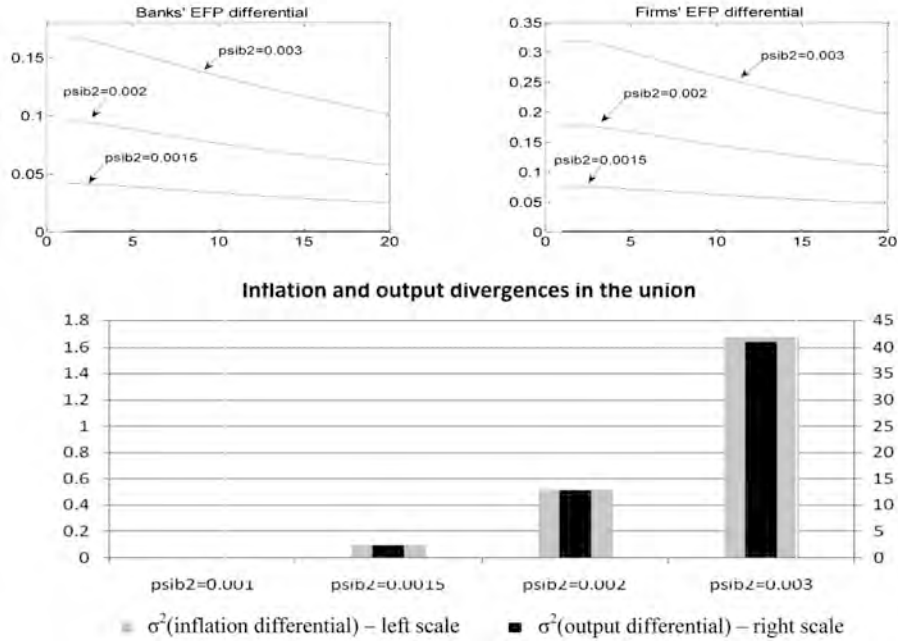 Banks' EFP differential
Firms' EFP differential
0.15
0.1
0.05
0
0
5
10
15
20
psib2=0.003
psib2=0.002
psib2=0.0015
0.35
0.3
0.25
0.2
0.15
0.1
0.05
0
0
5
10
15
20
psib2=0.003
psib2=0.002
psib2=0.0015
Inflation and output divergences in the union
1.8
1.6
1.4
1.2
1
0.8
0.6
0.4
0.2
0
45
40
35
30
25
20
15
10
5
0
psib2=0.001
psib2=0.0015
psib2=0.002
psib2=0.003
σ²(inflation differential) – left scale
σ²(output differential) – right scale